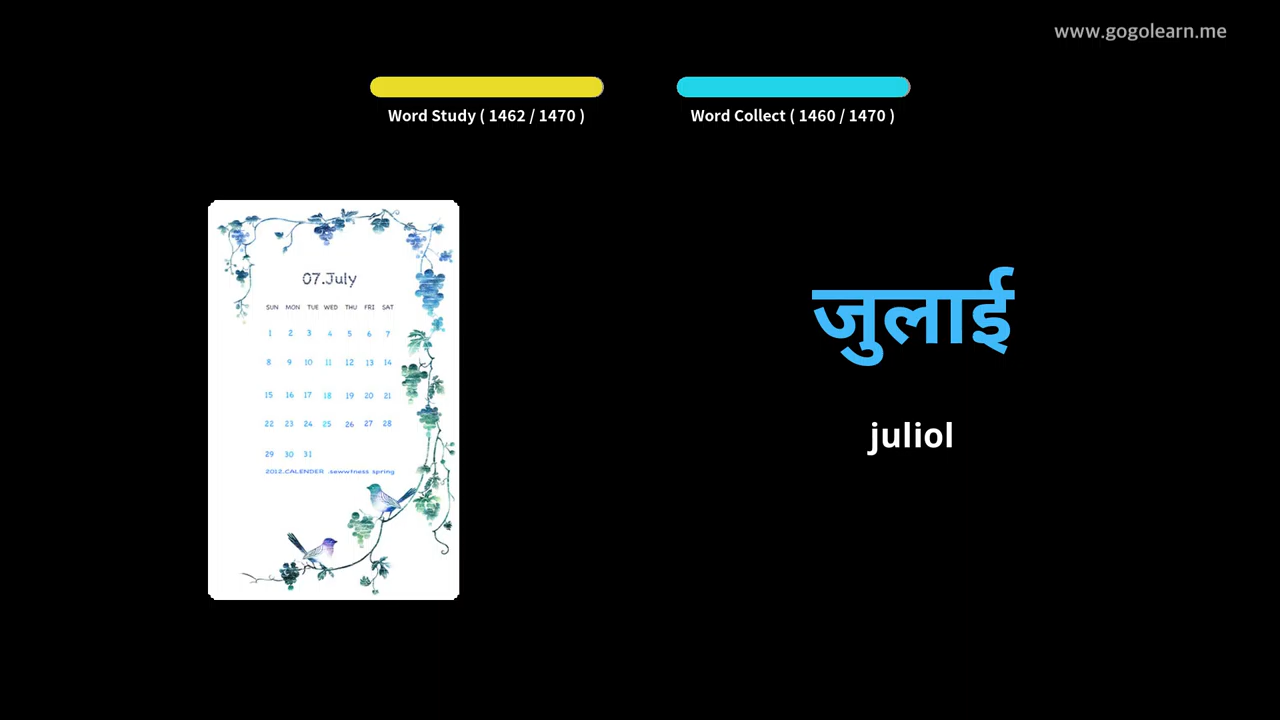 www.gogolearn.me
Word Study ( 1462 / 1470 )
Word Collect ( 1460 / 1470 )
07.July
SUN MON TUE WED THU FRI SAT
1 2 3 4 5 6 7
8 9 10 11 12 13 14
15 16 17 18 19 20 21
22 23 24 25 26 27 28
29 30 31
2012.CALENDER .sewwtness spring
जुलाई
juliol